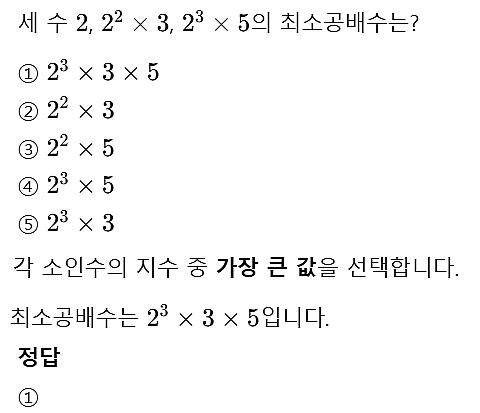 세 수 2, 2² × 3, 2³ × 5의 최소공배수는?
① 2³ × 3 × 5
② 2² × 3
③ 2² × 5
④ 2³ × 5
⑤ 2³ × 3
각 소인수의 지수 중 가장 큰 값을 선택합니다.
최소공배수는 2³ × 3 × 5입니다.
정답
①